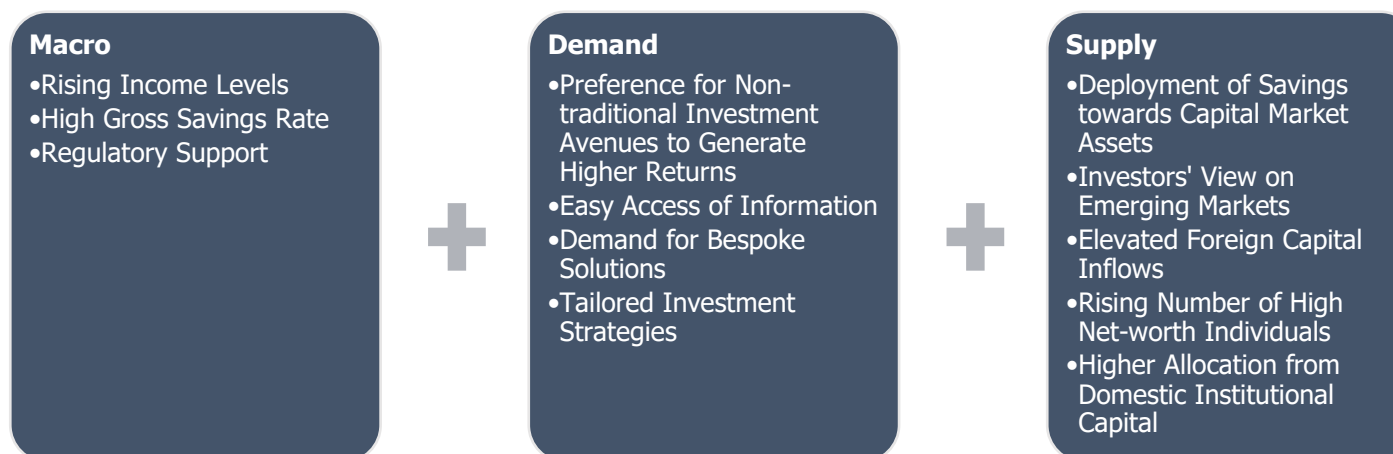 Macro
•Rising Income Levels
•High Gross Savings Rate
•Regulatory Support
Demand
•Preference for Non-
traditional Investment
Avenues to Generate
Higher Returns
•Easy Access of Information
•Demand for Bespoke
Solutions
•Tailored Investment
Strategies
Supply
•Deployment of Savings
towards Capital Market
Assets
•Investors' View on
Emerging Markets
•Elevated Foreign Capital
Inflows
•Rising Number of High
Net-worth Individuals
•Higher Allocation from
Domestic Institutional
Capital